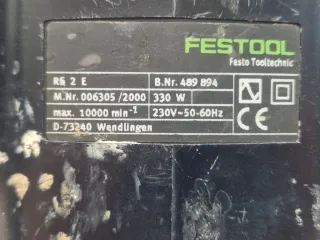 FESTOOL
Festo Tooltechnic
RS 2 E B.Nr. 489 894
M.Nr. 006305 /2000 330 W
max. 10000 min⁻¹ 230V~50-60Hz
D-73240 Wendlingen
CE